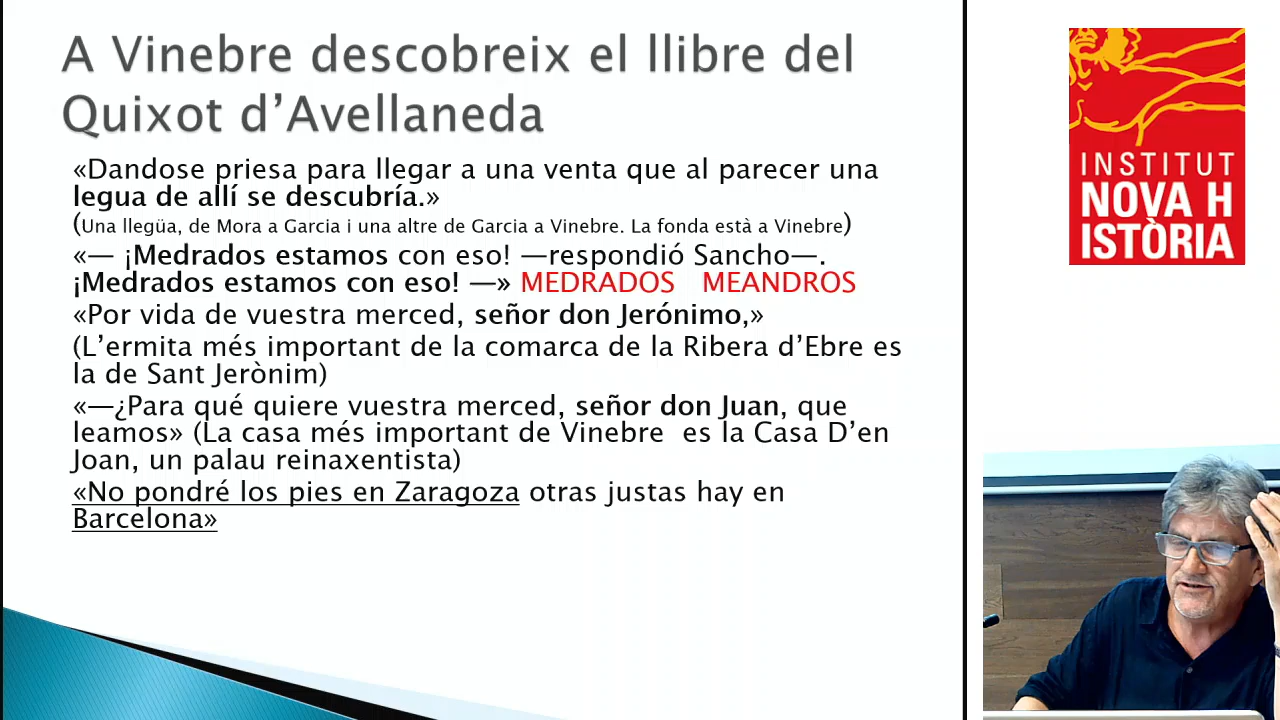 A Vinebre descobreix el llibre del
Quixot d’Avellaneda
«Dandose priesa para llegar a una venta que al parecer una
legua de allí se descubría.»
(Una llegüa, de Mora a Garcia i una altre de Garcia a Vinebre. La fonda està a Vinebre)
«— ¡Medrados estamos con eso! —respondió Sancho—.
¡Medrados estamos con eso! —» MEDRADOS MEANDROS
«Por vida de vuestra merced, señor don Jerónimo,»
(L’ermita més important de la comarca de la Ribera d’Ebre es
la de Sant Jerònim)
«—¿Para qué quiere vuestra merced, señor don Juan, que
leamos» (La casa més important de Vinebre es la Casa D’en
Joan, un palau reinaxentista)
«No pondré los pies en Zaragoza otras justas hay en
Barcelona»
INSTITUT
NOVA H
ISTÒRIA